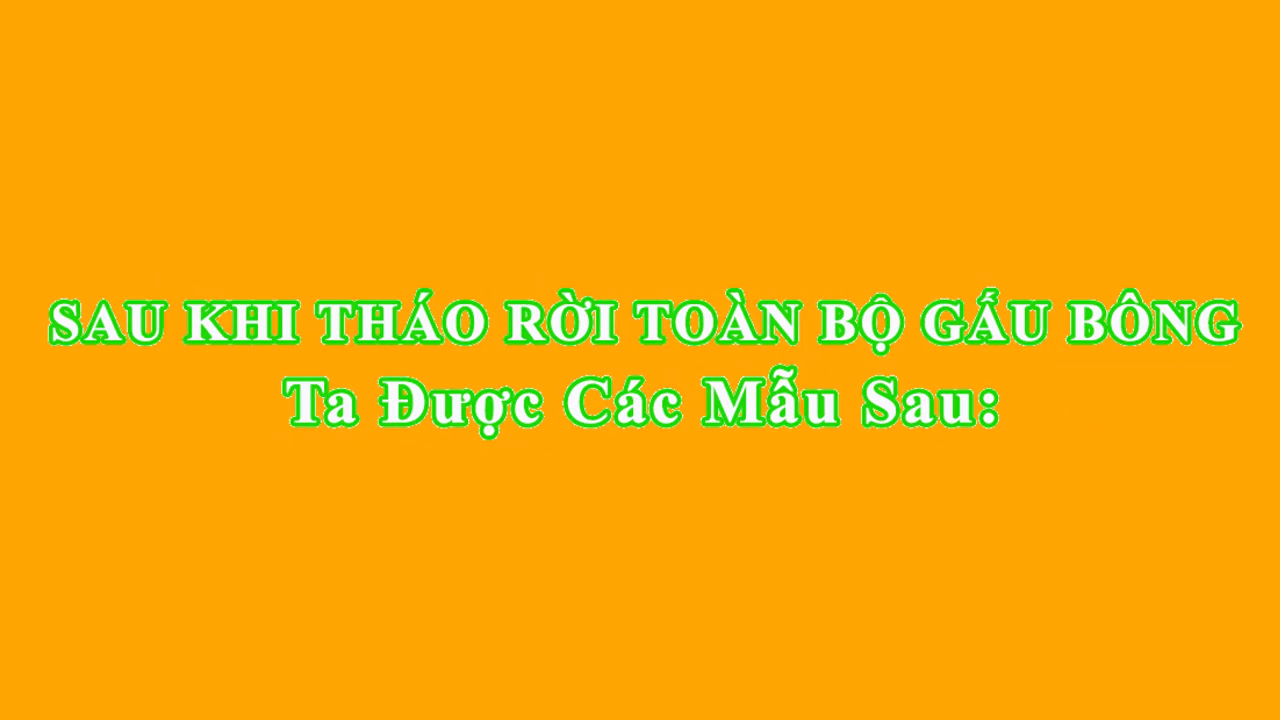 SAU KHI THÁO RỜI TOÀN BỘ GẤU BÔNG
Ta Được Các Mẫu Sau: